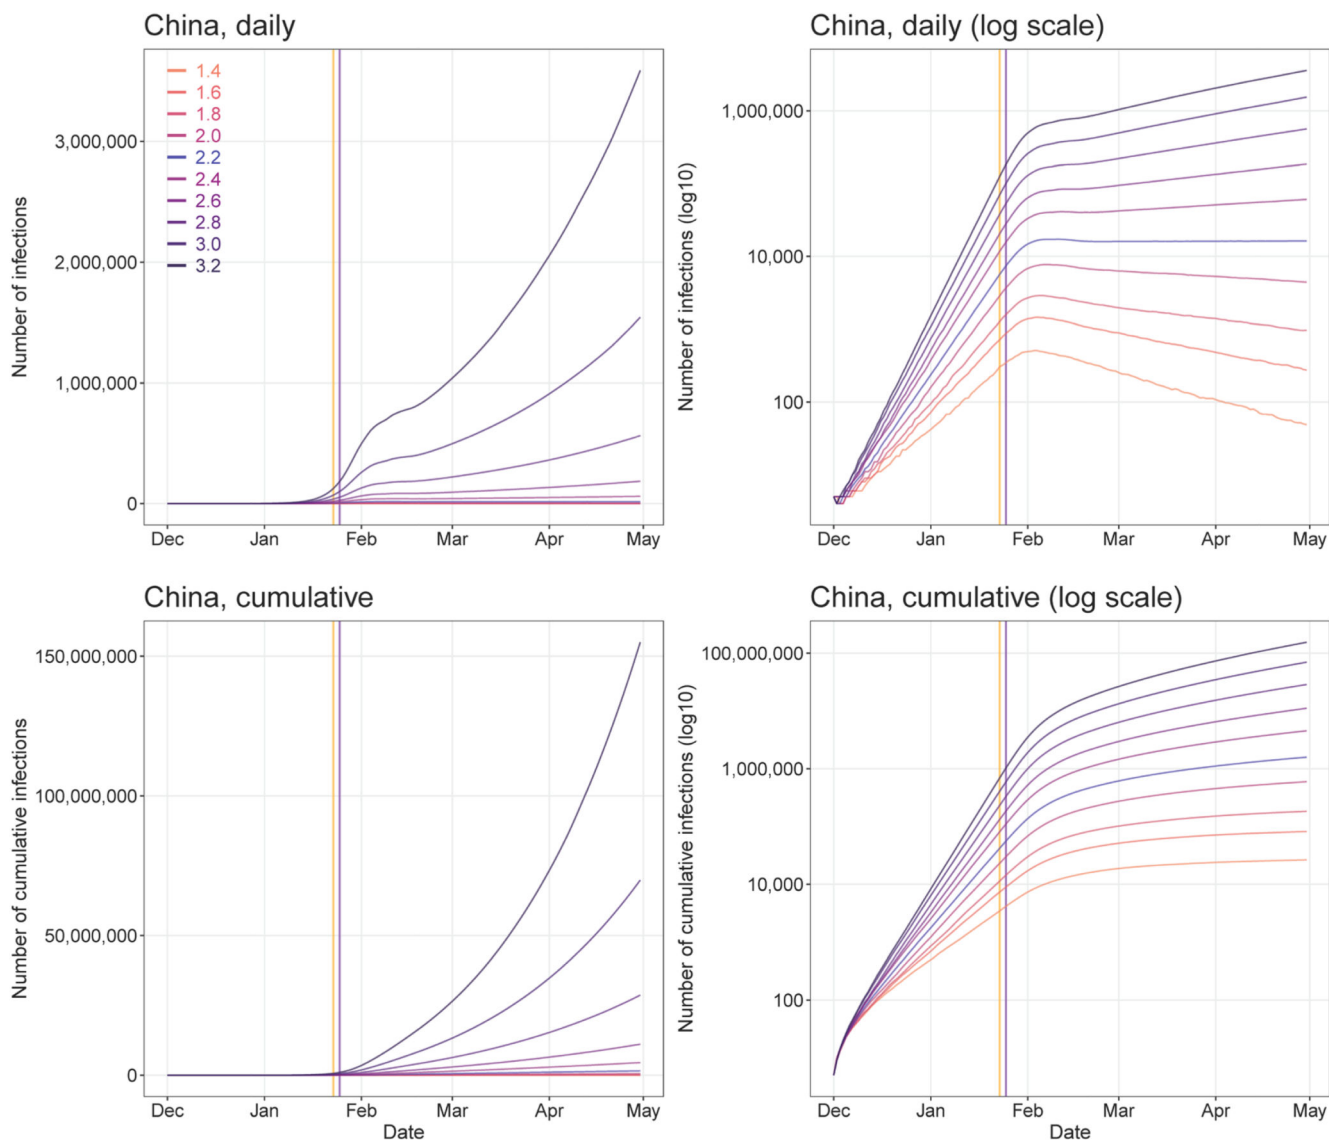 China, daily
Number of infections
3,000,000
2,000,000
1,000,000
0
1.4
1.6
1.8
2.0
2.2
2.4
2.6
2.8
3.0
3.2
Dec Jan Feb Mar Apr May
China, daily (log scale)
Number of infections (log10)
1,000,000
10,000
100
Dec Jan Feb Mar Apr May
China, cumulative
Number of cumulative infections
150,000,000
100,000,000
50,000,000
0
Dec Jan Feb Mar Apr May
Date
China, cumulative (log scale)
Number of cumulative infections (log10)
100,000,000
1,000,000
10,000
100
Dec Jan Feb Mar Apr May
Date